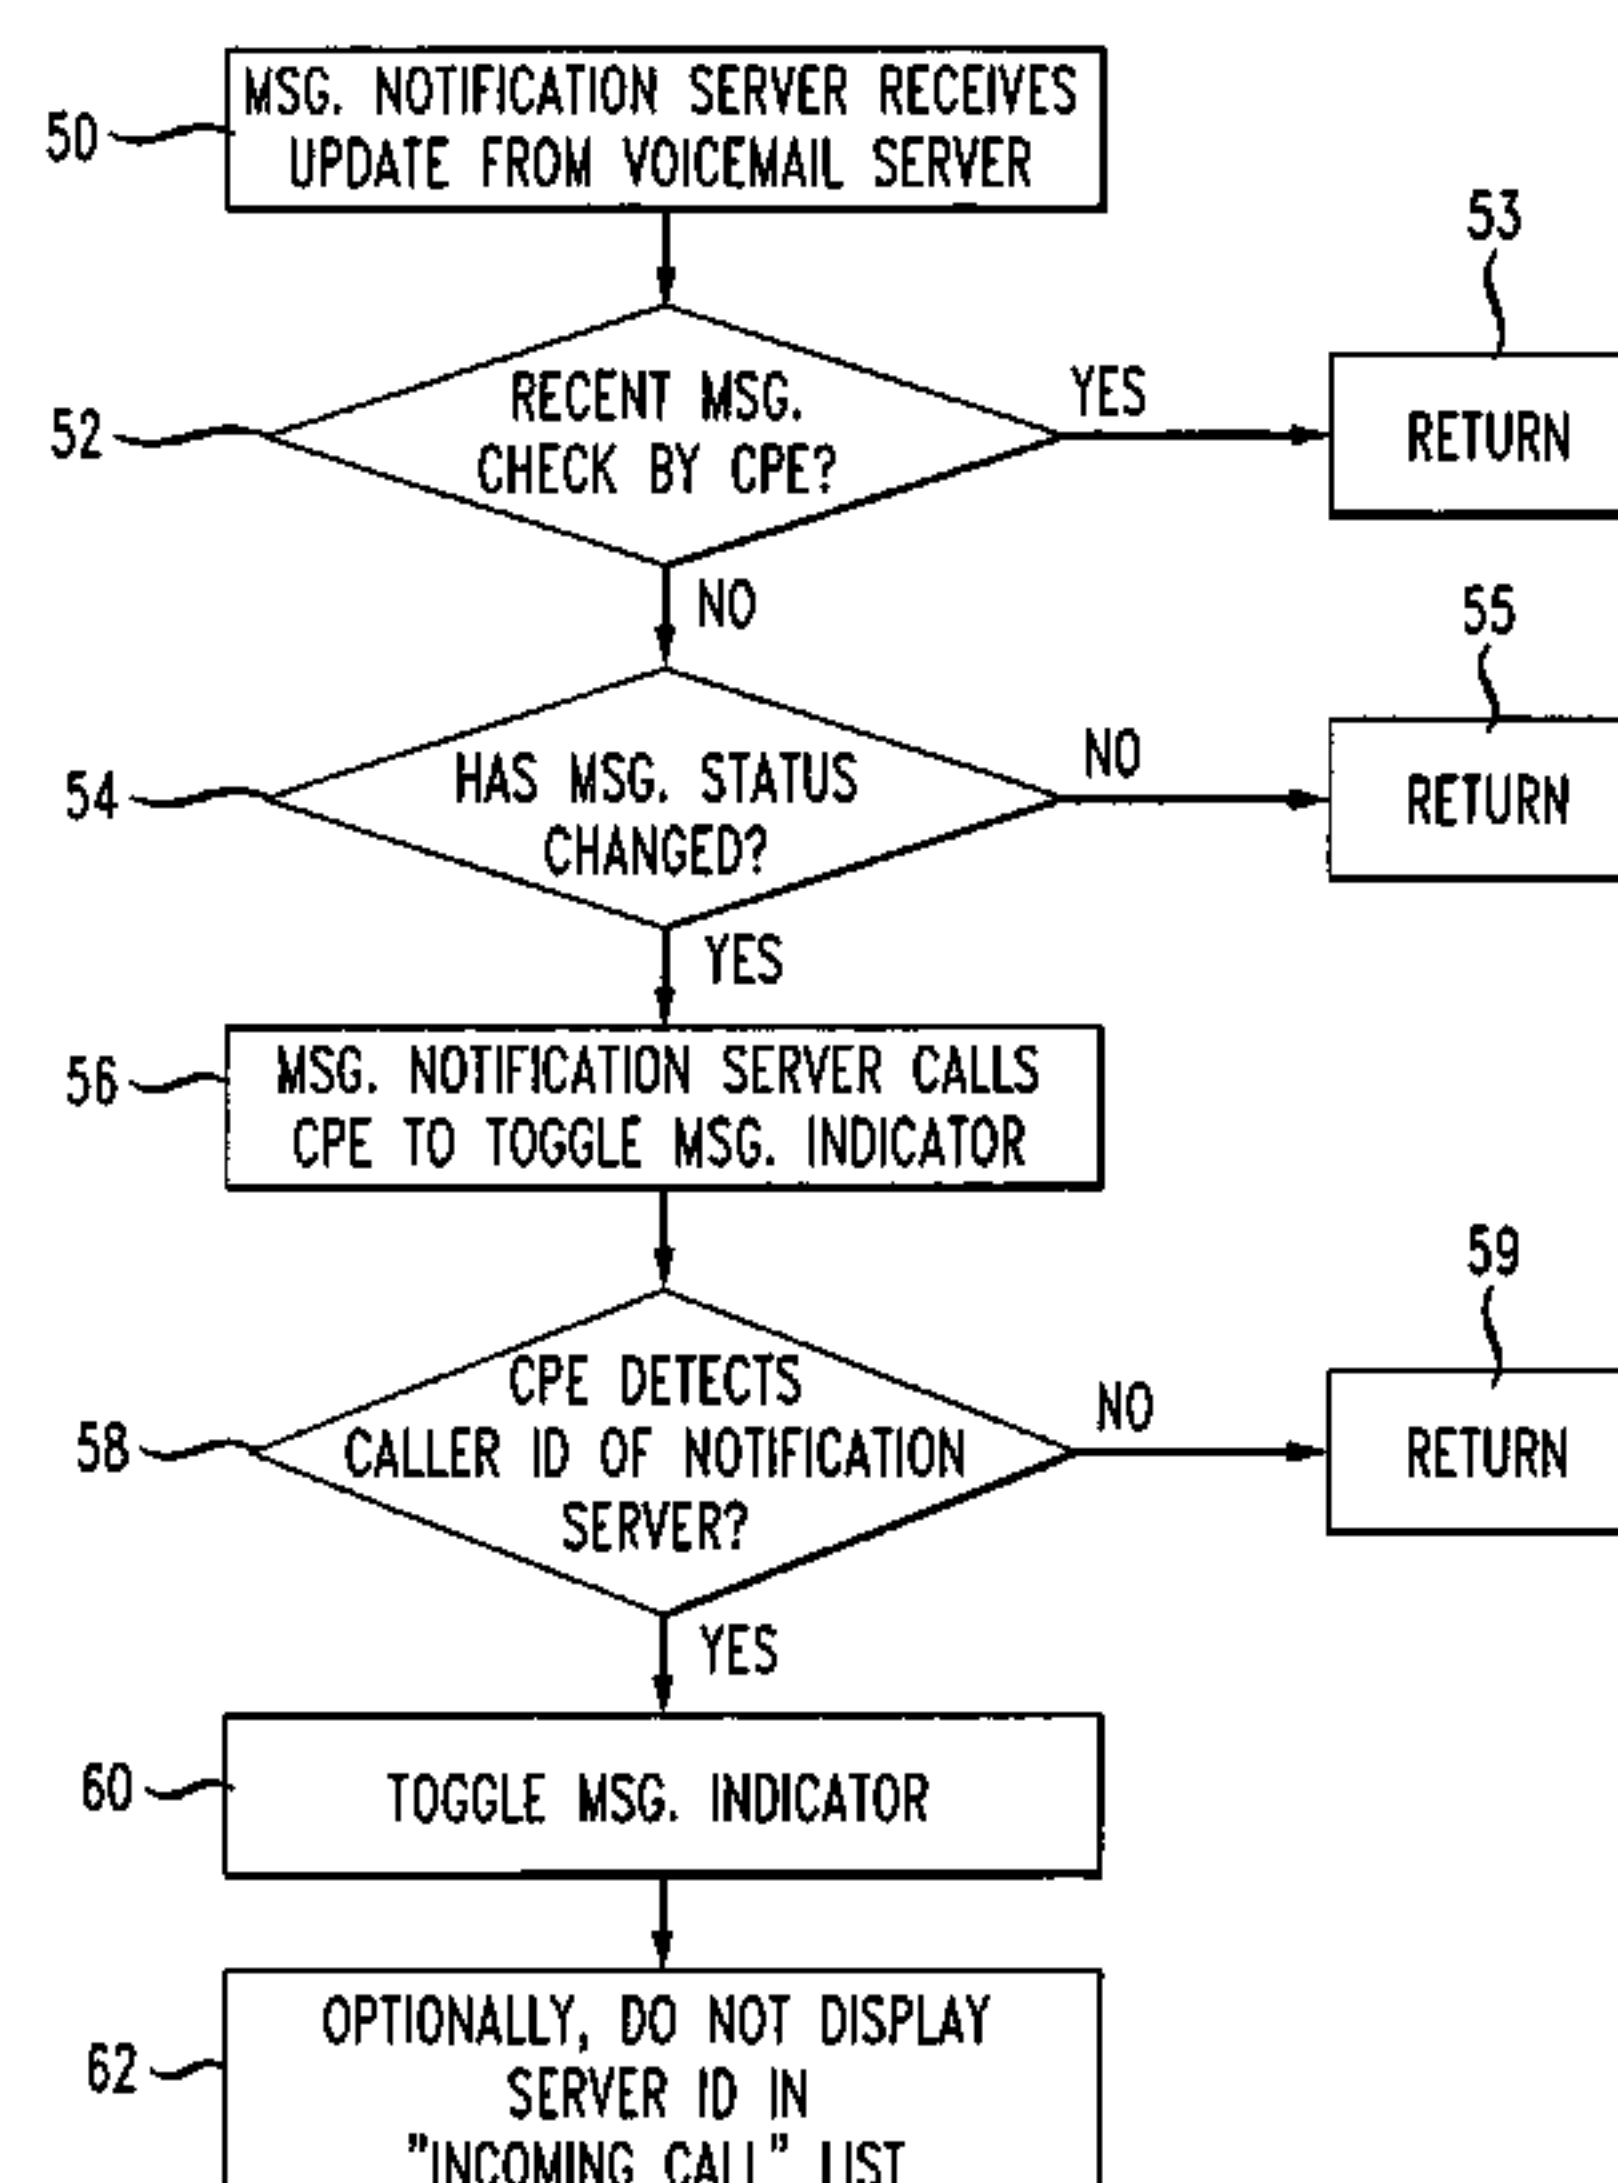 MSG. NOTIFICATION SERVER RECEIVES
UPDATE FROM VOICEMAIL SERVER
50
53
RECENT MSG.
CHECK BY CPE?
52
YES
RETURN
NO
55
HAS MSG. STATUS
CHANGED?
54
NO
RETURN
YES
MSG. NOTIFICATION SERVER CALLS
CPE TO TOGGLE MSG. INDICATOR
56
59
CPE DETECTS
CALLER ID OF NOTIFICATION
SERVER?
58
NO
RETURN
YES
60
TOGGLE MSG. INDICATOR
OPTIONALLY, DO NOT DISPLAY
SERVER ID IN
"INCOMING CALL" LIST
62